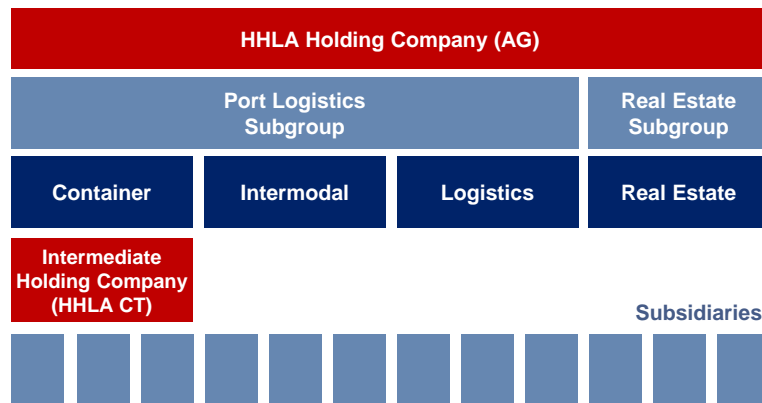 HHLA Holding Company (AG)
Port Logistics
Subgroup
Real Estate
Subgroup
Container
Intermodal
Logistics
Real Estate
Intermediate
Holding Company
(HHLA CT)
Subsidiaries